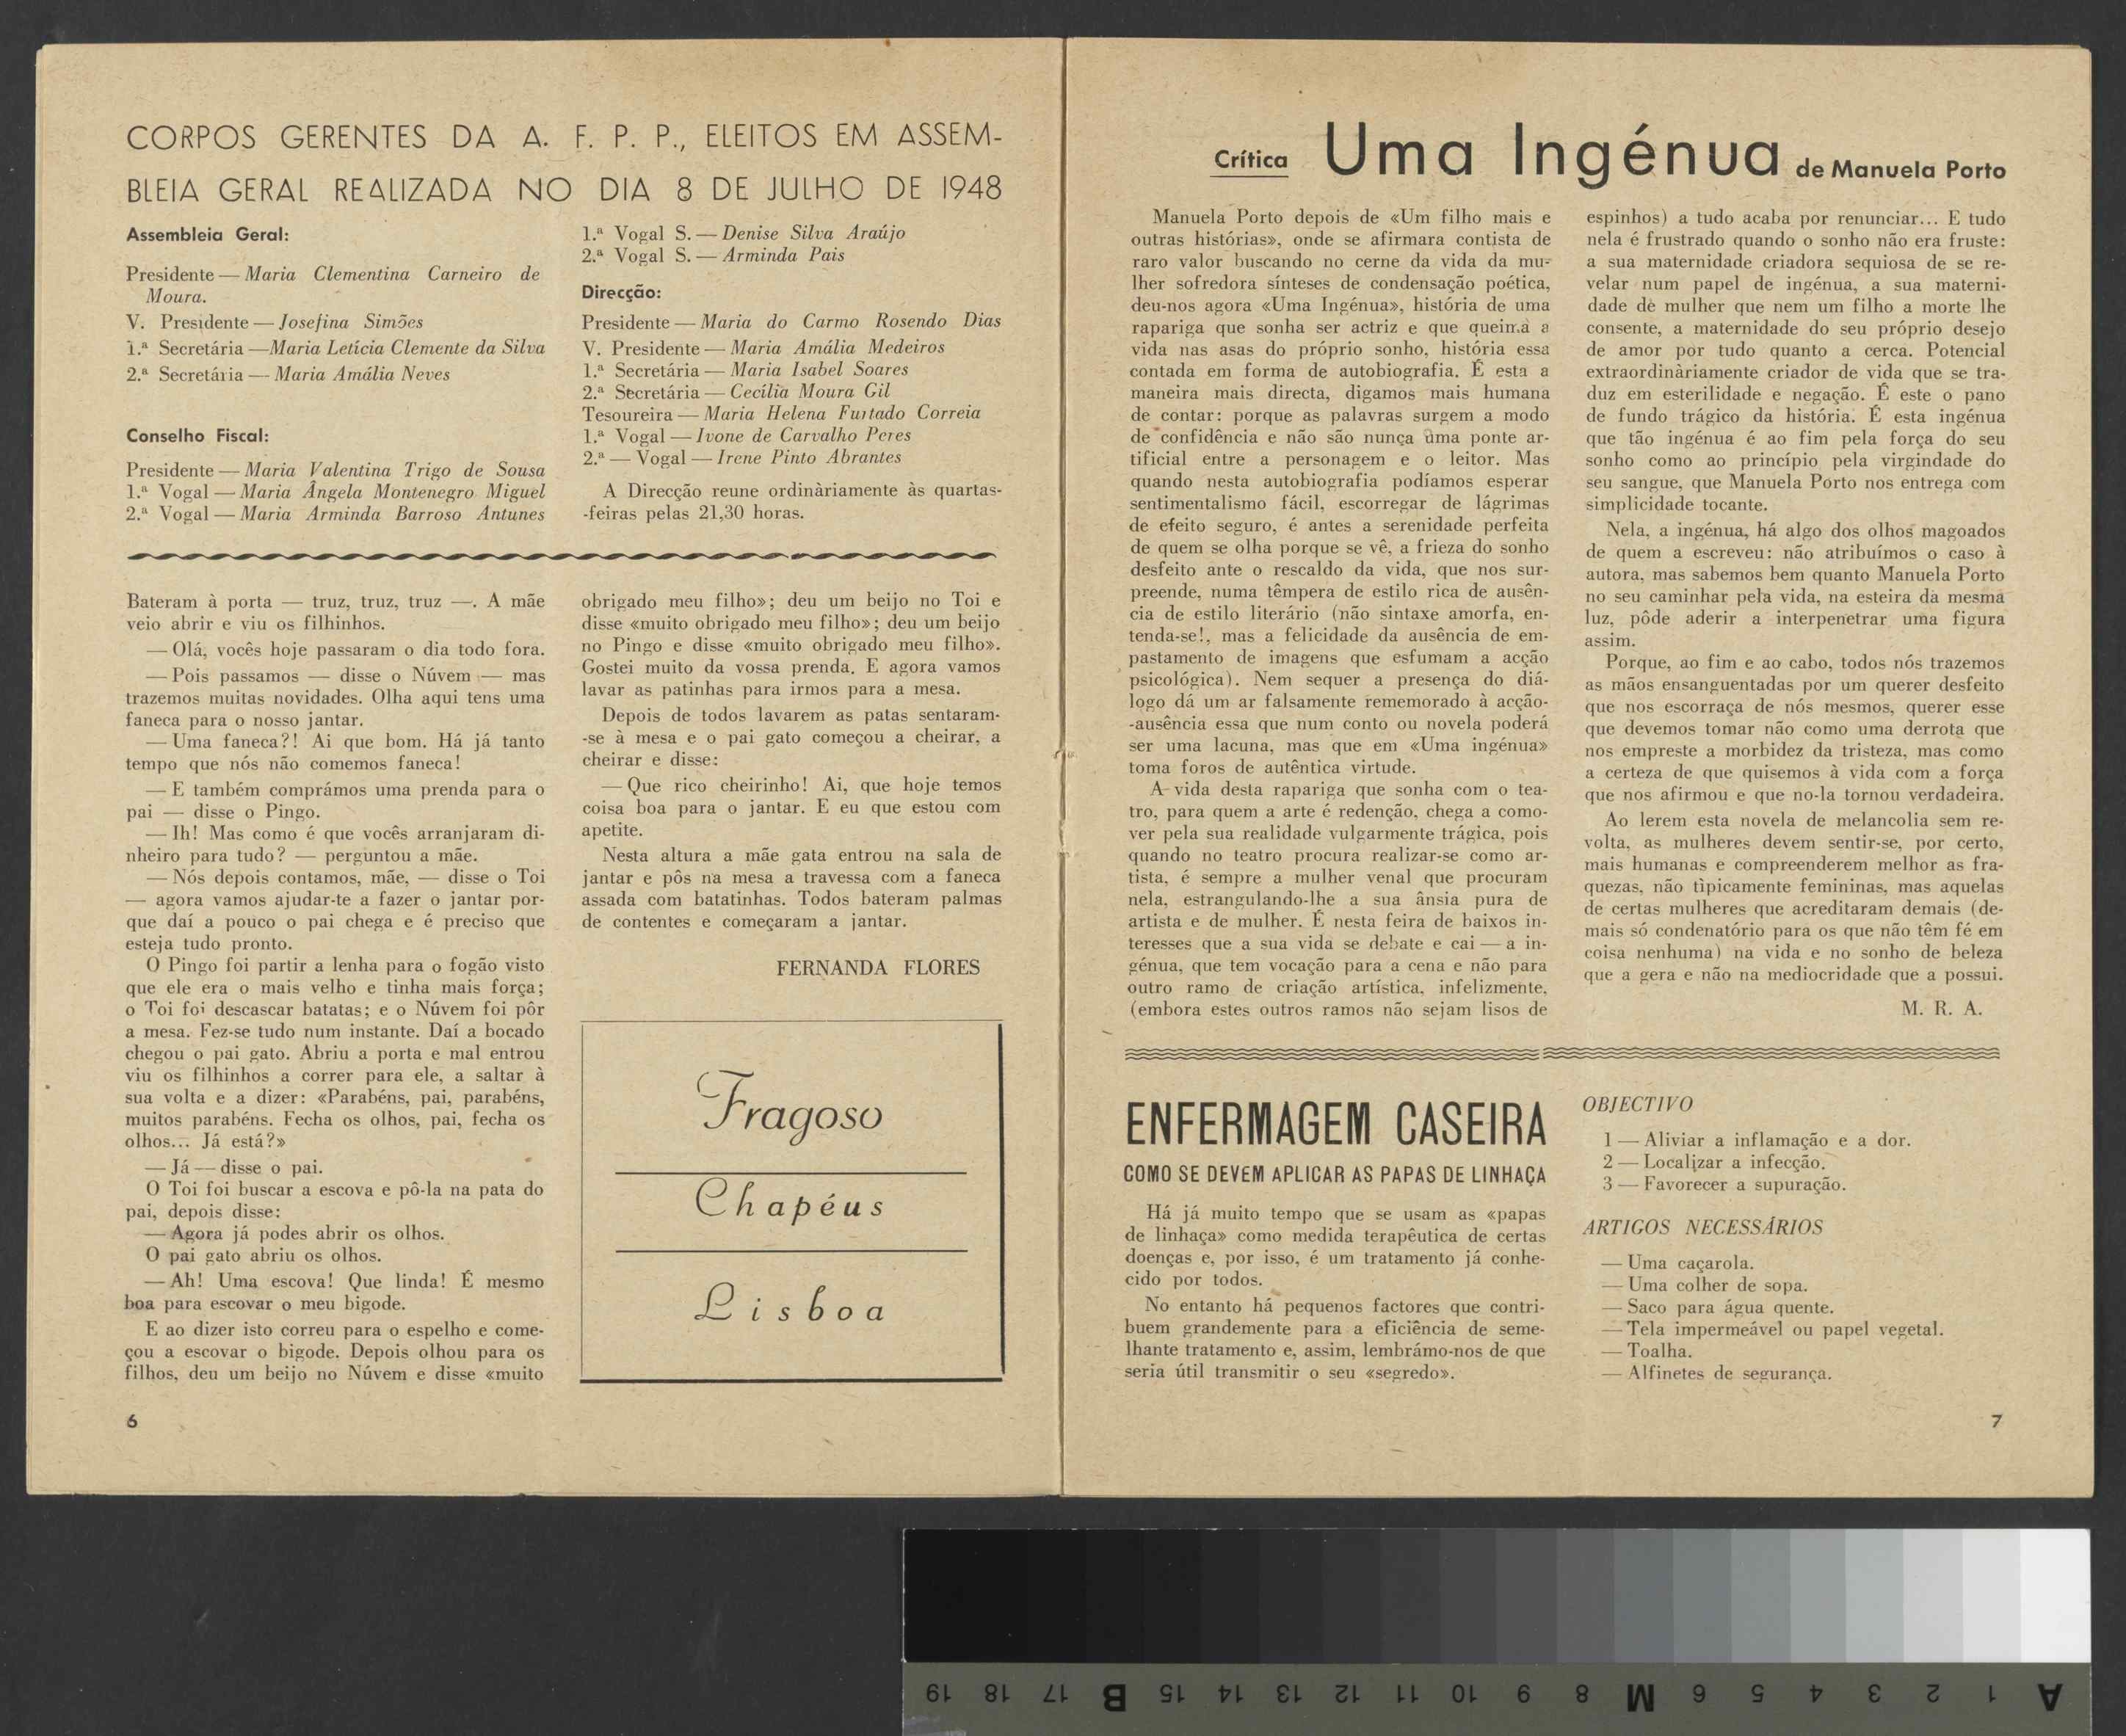 CORPOS GERENTES DA A. F. P. P., ELEITOS EM ASSEM-
BLEIA GERAL REALIZADA NO DIA 8 DE JULHO DE 1948
Assembleia Geral:
Presidente — Maria Clementina Carneiro de
Moura.
V. Presidente — Josefina Simões
1.ª Secretária —Maria Letícia Clemente da Silva
2.ª Secretária — Maria Amália Neves
Conselho Fiscal:
Presidente — Maria Valentina Trigo de Sousa
1.ª Vogal — Maria Ângela Montenegro Miguel
2.ª Vogal — Maria Arminda Barroso Antunes
1.ª Vogal S. — Denise Silva Araújo
2.ª Vogal S. — Arminda Pais
Direcção:
Presidente — Maria do Carmo Rosendo Dias
V. Presidente — Maria Amália Medeiros
1.ª Secretária — Maria Isabel Soares
2.ª Secretária — Cecília Moura Gil
Tesoureira — Maria Helena Furtado Correia
1.ª Vogal — Ivone de Carvalho Peres
2.ª — Vogal — Irene Pinto Abrantes
A Direcção reune ordinàriamente às quartas-
-feiras pelas 21,30 horas.
Bateram à porta — truz, truz, truz —. A mãe
veio abrir e viu os filhinhos.
— Olá, vocês hoje passaram o dia todo fora.
— Pois passamos — disse o Núvem — mas
trazemos muitas novidades. Olha aqui tens uma
faneca para o nosso jantar.
— Uma faneca?! Ai que bom. Há já tanto
tempo que nós não comemos faneca!
— E também comprámos uma prenda para o
pai — disse o Pingo.
— Ih! Mas como é que vocês arranjaram di-
nheiro para tudo? — perguntou a mãe.
— Nós depois contamos, mãe, — disse o Toi
— agora vamos ajudar-te a fazer o jantar por-
que daí a pouco o pai chega e é preciso que
esteja tudo pronto.
O Pingo foi partir a lenha para o fogão visto
que ele era o mais velho e tinha mais força;
o Toi foi descascar batatas; e o Núvem foi pôr
a mesa. Fez-se tudo num instante. Daí a bocado
chegou o pai gato. Abriu a porta e mal entrou
viu os filhinhos a correr para ele, a saltar à
sua volta e a dizer: «Parabéns, pai, parabéns,
muitos parabéns. Fecha os olhos, pai, fecha os
olhos... Já está?»
— Já — disse o pai.
O Toi foi buscar a escova e pô-la na pata do
pai, depois disse:
— Agora já podes abrir os olhos.
O pai gato abriu os olhos.
— Ah! Uma escova! Que linda! É mesmo
boa para escovar o meu bigode.
E ao dizer isto correu para o espelho e come-
çou a escovar o bigode. Depois olhou para os
filhos, deu um beijo no Núvem e disse «muito
obrigado meu filho»; deu um beijo no Toi e
disse «muito obrigado meu filho»; deu um beijo
no Pingo e disse «muito obrigado meu filho».
Gostei muito da vossa prenda. E agora vamos
lavar as patinhas para irmos para a mesa.
Depois de todos lavarem as patas sentaram-
-se à mesa e o pai gato começou a cheirar, a
cheirar e disse:
— Que rico cheirinho! Ai, que hoje temos
coisa boa para o jantar. E eu que estou com
apetite.
Nesta altura a mãe gata entrou na sala de
jantar e pôs na mesa a travessa com a faneca
assada com batatinhas. Todos bateram palmas
de contentes e começaram a jantar.
FERNANDA FLORES
Fragoso
Chapéus
Lisboa
6
Crítica Uma Ingénua de Manuela Porto
Manuela Porto depois de «Um filho mais e
outras histórias», onde se afirmara contista de
raro valor buscando no cerne da vida da mu-
lher sofredora sínteses de condensação poética,
deu-nos agora «Uma Ingénua», história de uma
rapariga que sonha ser actriz e que queima a
vida nas asas do próprio sonho, história essa
contada em forma de autobiografia. É esta a
maneira mais directa, digamos mais humana
de contar: porque as palavras surgem a modo
de confidência e não são nunça uma ponte ar-
tificial entre a personagem e o leitor. Mas
quando nesta autobiografia podíamos esperar
sentimentalismo fácil, escorregar de lágrimas
de efeito seguro, é antes a serenidade perfeita
de quem se olha porque se vê, a frieza do sonho
desfeito ante o rescaldo da vida, que nos sur-
preende, numa têmpera de estilo rica de ausên-
cia de estilo literário (não sintaxe amorfa, en-
tenda-se!, mas a felicidade da ausência de em-
pastamento de imagens que esfumam a acção
psicológica). Nem sequer a presença do diá-
logo dá um ar falsamente rememorado à acção-
-ausência essa que num conto ou novela poderá
ser uma lacuna, mas que em «Uma ingénua»
toma foros de autêntica virtude.
A vida desta rapariga que sonha com o tea-
tro, para quem a arte é redenção, chega a como-
ver pela sua realidade vulgarmente trágica, pois
quando no teatro procura realizar-se como ar-
tista, é sempre a mulher venal que procuram
nela, estrangulando-lhe a sua ânsia pura de
artista e de mulher. É nesta feira de baixos in-
teresses que a sua vida se debate e cai — a in-
génua, que tem vocação para a cena e não para
outro ramo de criação artística, infelizmente,
(embora estes outros ramos não sejam lisos de
espinhos) a tudo acaba por renunciar... E tudo
nela é frustrado quando o sonho não era fruste:
a sua maternidade criadora sequiosa de se re-
velar num papel de ingénua, a sua materni-
dade de mulher que nem um filho a morte lhe
consente, a maternidade do seu próprio desejo
de amor por tudo quanto a cerca. Potencial
extraordinàriamente criador de vida que se tra-
duz em esterilidade e negação. É este o pano
de fundo trágico da história. É esta ingénua
que tão ingénua é ao fim pela força do seu
sonho como ao princípio pela virgindade do
seu sangue, que Manuela Porto nos entrega com
simplicidade tocante.
Nela, a ingénua, há algo dos olhos magoados
de quem a escreveu: não atribuímos o caso à
autora, mas sabemos bem quanto Manuela Porto
no seu caminhar pela vida, na esteira da mesma
luz, pôde aderir a interpenetrar uma figura
assim.
Porque, ao fim e ao cabo, todos nós trazemos
as mãos ensanguentadas por um querer desfeito
que nos escorraça de nós mesmos, querer esse
que devemos tomar não como uma derrota que
nos empreste a morbidez da tristeza, mas como
a certeza de que quisemos à vida com a força
que nos afirmou e que no-la tornou verdadeira.
Ao lerem esta novela de melancolia sem re-
volta, as mulheres devem sentir-se, por certo,
mais humanas e compreenderem melhor as fra-
quezas, não tìpicamente femininas, mas aquelas
de certas mulheres que acreditaram demais (de-
mais só condenatório para os que não têm fé em
coisa nenhuma) na vida e no sonho de beleza
que a gera e não na mediocridade que a possui.
M. R. A.
ENFERMAGEM CASEIRA
COMO SE DEVEM APLICAR AS PAPAS DE LINHAÇA
Há já muito tempo que se usam as «papas
de linhaça» como medida terapêutica de certas
doenças e, por isso, é um tratamento já conhe-
cido por todos.
No entanto há pequenos factores que contri-
buem grandemente para a eficiência de seme-
lhante tratamento e, assim, lembrámo-nos de que
seria útil transmitir o seu «segredo».
OBJECTIVO
1 — Aliviar a inflamação e a dor.
2 — Localizar a infecção.
3 — Favorecer a supuração.
ARTIGOS NECESSÁRIOS
— Uma caçarola.
— Uma colher de sopa.
— Saco para água quente.
— Tela impermeável ou papel vegetal.
— Toalha.
— Alfinetes de segurança.
7
A 1 2 3 4 5 6 M 8 9 10 11 12 13 14 15 B 17 18 19